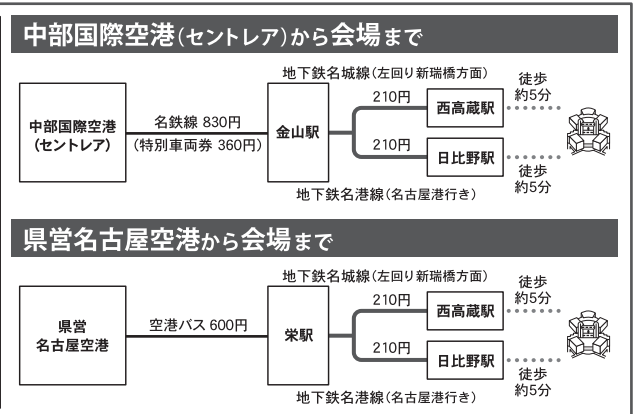 中部国際空港(セントレア)から会場まで
地下鉄名城線(左回り新瑞橋方面)
徒歩
約5分
210円
西高蔵駅
中部国際空港
(セントレア)
名鉄線 830円
(特別車両券 360円)
金山駅
210円
日比野駅
徒歩
約5分
地下鉄名港線(名古屋港行き)
県営名古屋空港から会場まで
地下鉄名城線(左回り新瑞橋方面)
徒歩
約5分
210円
西高蔵駅
県営
名古屋空港
空港バス 600円
栄駅
210円
日比野駅
徒歩
約5分
地下鉄名港線(名古屋港行き)